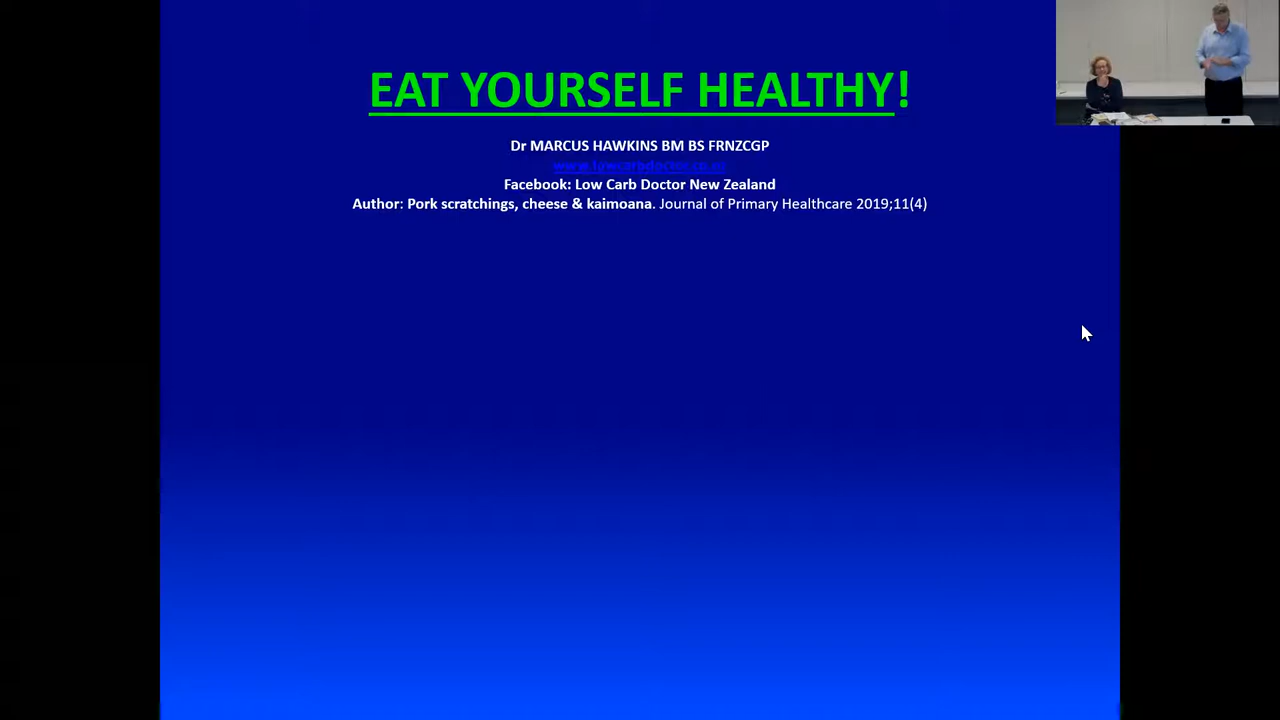 EAT YOURSELF HEALTHY!
Dr MARCUS HAWKINS BM BS FRNZCGP
Facebook: Low Carb Doctor New Zealand
Author: Pork scratchings, cheese & kaimoana. Journal of Primary Healthcare 2019;11(4)